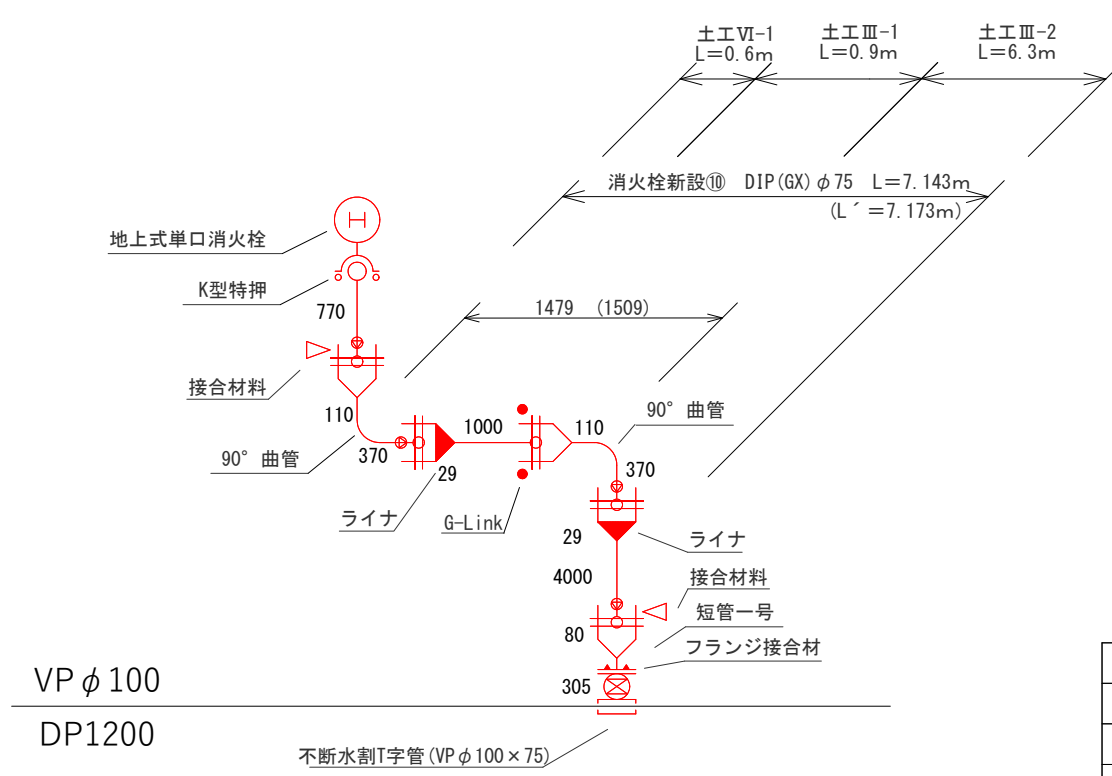 土工Ⅵ-1
L=0.6m
土工Ⅲ-1
L=0.9m
土工Ⅲ-2
L=6.3m
消火栓新設⑩ DIP(GX)φ75 L=7.143m
(L´=7.173m)
地上式単口消火栓
H
K型特押
770
1479 (1509)
接合材料
110
90°曲管
370
29
ライナ
1000
G-Link
110
90°曲管
370
29
ライナ
4000
接合材料
短管一号
80
フランジ接合材
305
VPφ100
DP1200
不断水割T字管(VPφ100×75)